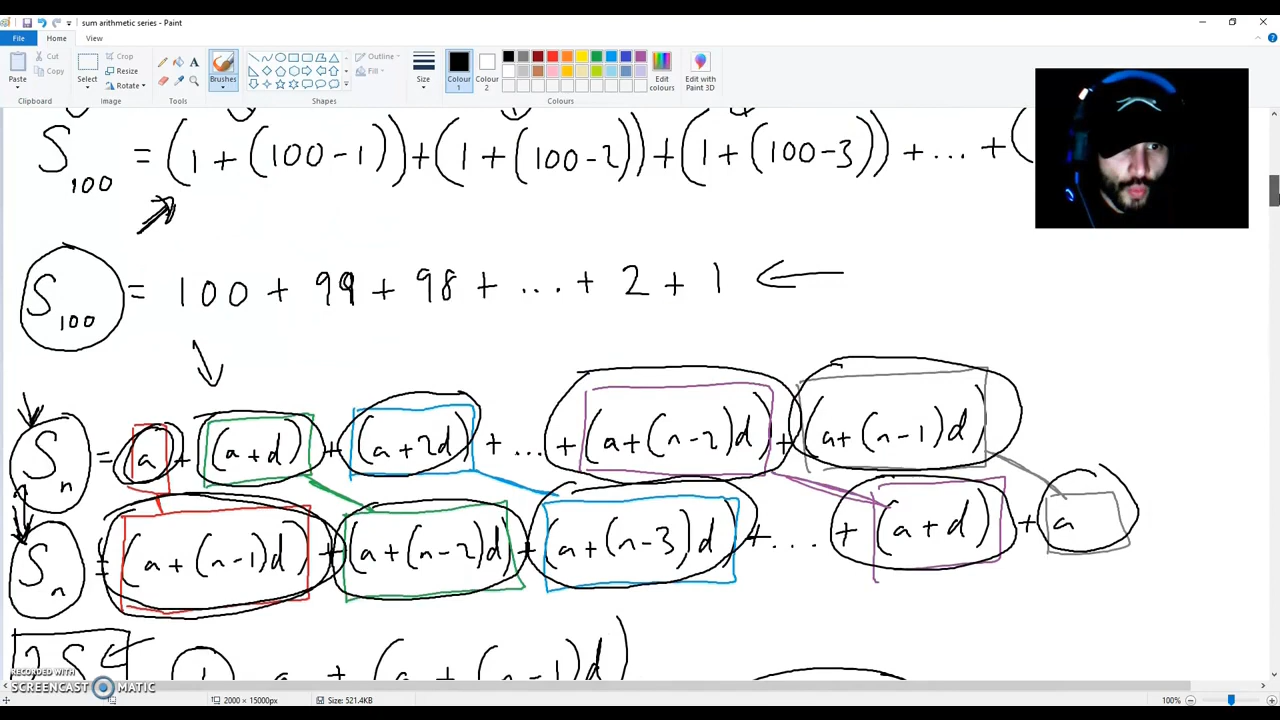 sum arithmetic series - Paint
File Home View
Paste Cut Copy Clipboard
Select Crop Resize Rotate Image
A Tools
Brushes
Outline Fill Shapes
Size
Colour 1 Colour 2 Colours Edit colours Edit with Paint 3D
S₁₀₀ = (1 + (100 - 1)) + (1 + (100 - 2)) + (1 + (100 - 3)) + ... + (
S₁₀₀ = 100 + 99 + 98 + ... + 2 + 1 ←
Sₙ = a + (a + d) + (a + 2d) + ... + (a + (n-2)d) + (a + (n-1)d)
Sₙ = (a + (n-1)d) + (a + (n-2)d) + (a + (n-3)d) + ... + (a + d) + a
a + (a + (n-1)d)
RECORDED WITH
SCREENCAST MATIC
2000 × 15000px Size: 521.4KB 100%